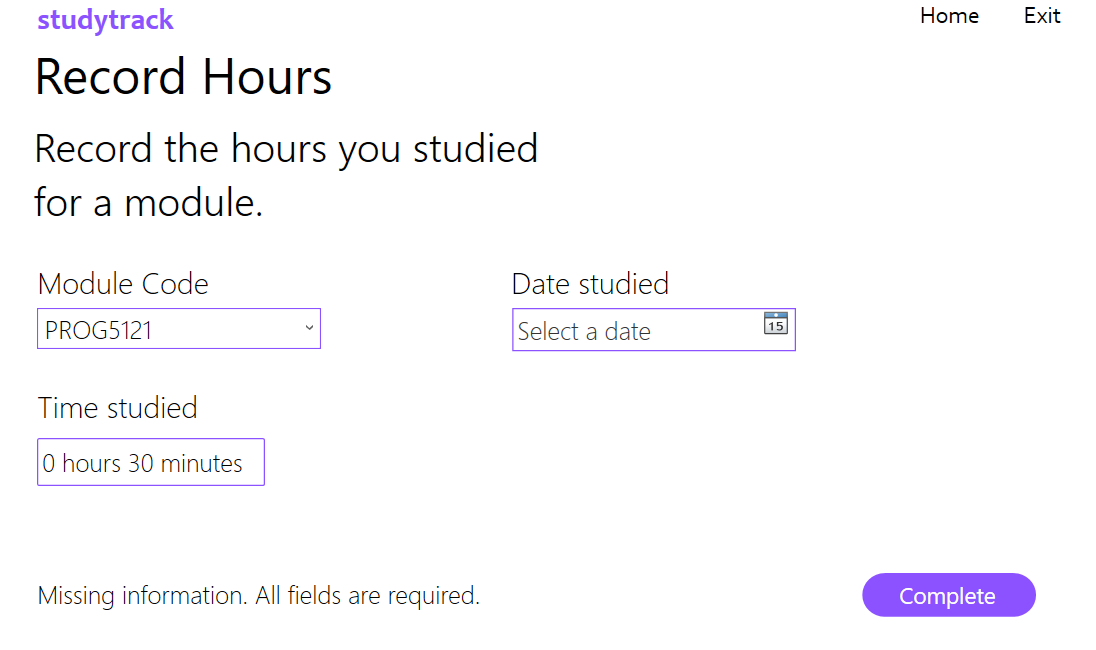 studytrack
Home
Exit
Record Hours
Record the hours you studied
for a module.
Module Code
Date studied
PROG5121
Select a date
15
Time studied
0 hours 30 minutes
Missing information. All fields are required.
Complete